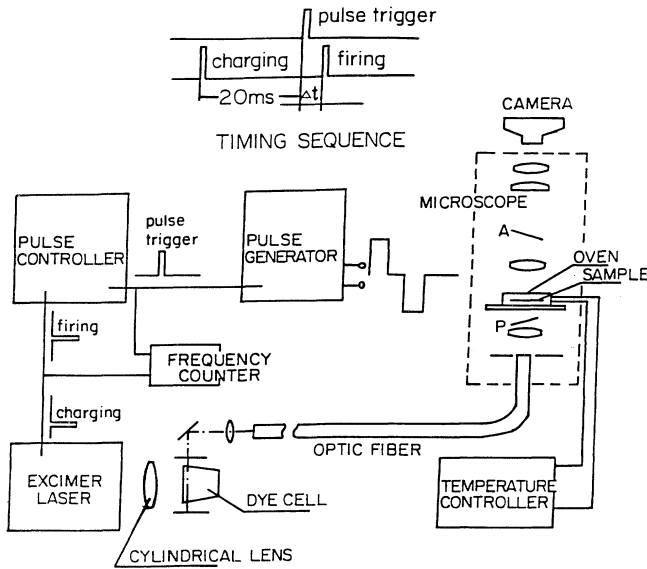 pulse trigger
charging
firing
20ms
Δt
TIMING SEQUENCE
CAMERA
MICROSCOPE
A
OVEN
SAMPLE
P
PULSE
CONTROLLER
pulse
trigger
PULSE
GENERATOR
firing
FREQUENCY
COUNTER
charging
OPTIC FIBER
EXCIMER
LASER
DYE CELL
TEMPERATURE
CONTROLLER
CYLINDRICAL LENS